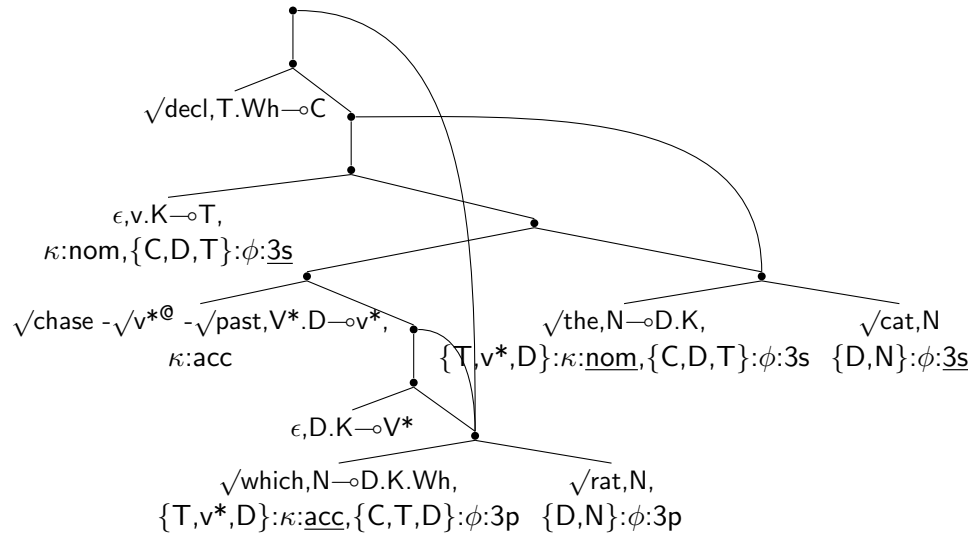 √decl,T.Wh⊸C
ϵ,v.K⊸T,
κ:nom,{C,D,T}:ϕ:3s
√chase -√v*@ -√past,V*.D⊸v*,
κ:acc
√the,N⊸D.K,
{T,v*,D}:κ:nom,{C,D,T}:ϕ:3s
√cat,N
{D,N}:ϕ:3s
ϵ,D.K⊸V*
√which,N⊸D.K.Wh,
{T,v*,D}:κ:acc,{C,T,D}:ϕ:3p
√rat,N,
{D,N}:ϕ:3p